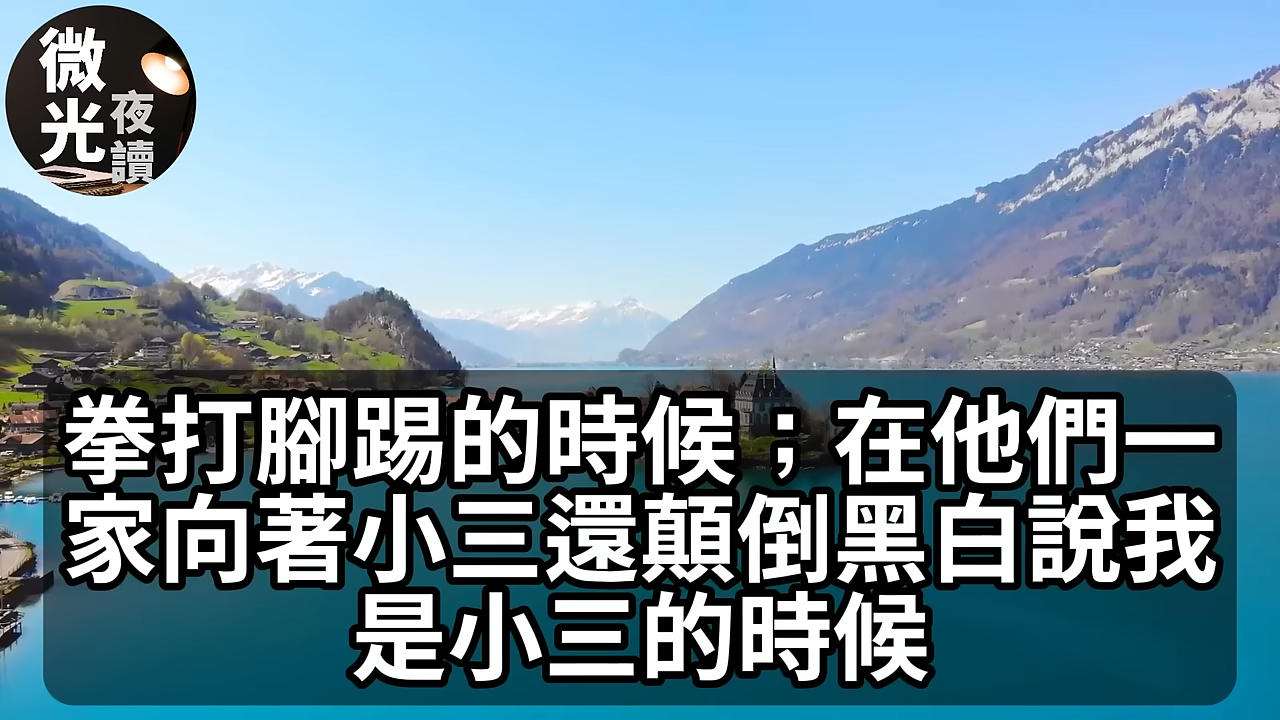 微光
夜讀
拳打腳踢的時候；在他們一
家向著小三還顛倒黑白說我
是小三的時候